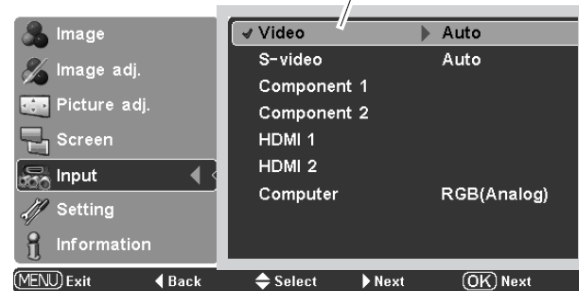 Image
Image adj.
Picture adj.
Screen
Input
Setting
Information
Video Auto
S-video Auto
Component 1
Component 2
HDMI 1
HDMI 2
Computer RGB(Analog)
MENU Exit Back Select Next OK Next